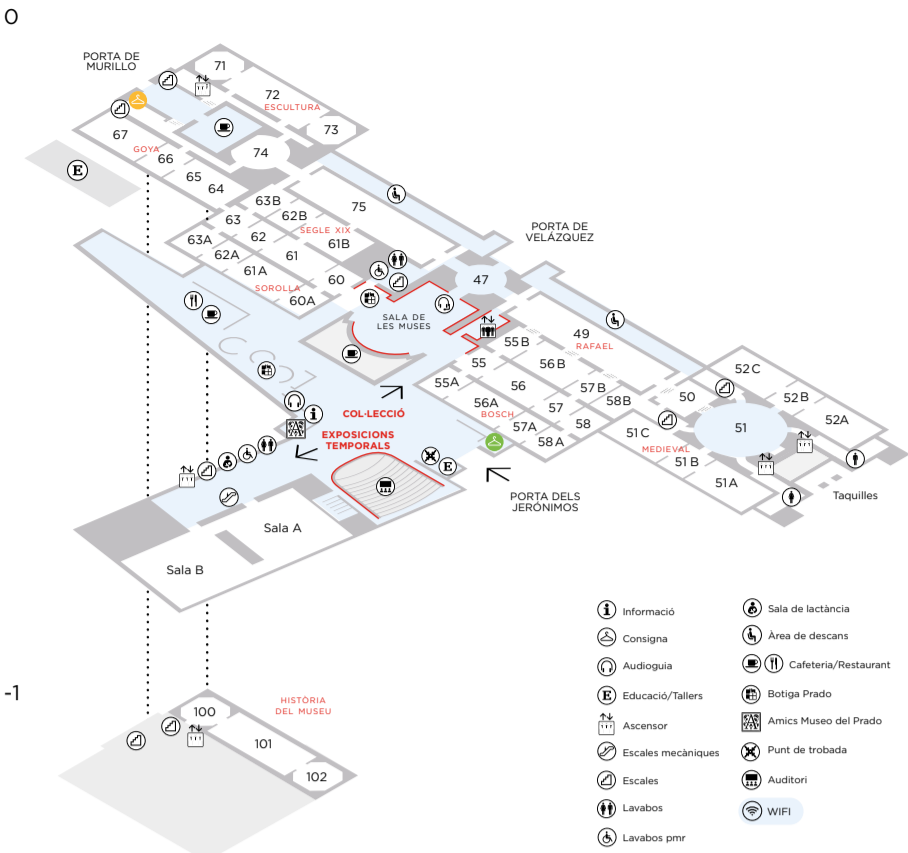 0
PORTA DE
MURILLO
71
72
ESCULTURA
73
74
67
GOYA
66
65
64
E
63B
63
62B
75
SEGLE XIX
63A
62
61B
62A
61
61A
60
SOROLLA
60A
PORTA DE
VELÁZQUEZ
47
SALA DE
LES MUSES
49
RAFAEL
55B
55
56B
55A
56
57B
56A
BOSCH
57
58B
57A
58
58A
50
52C
52B
52A
51
51C
MEDIEVAL
51B
51A
COL·LECCIÓ
EXPOSICIONS
TEMPORALS
E
PORTA DELS
JERÓNIMOS
Taquilles
Sala A
Sala B
-1
HISTÒRIA
DEL MUSEU
100
101
102
Informació
Consigna
Audioguia
E Educació/Tallers
Ascensor
Escales mecàniques
Escales
Lavabos
Lavabos pmr
Sala de lactància
Àrea de descans
Cafeteria/Restaurant
Botiga Prado
Amics Museo del Prado
Punt de trobada
Auditori
WIFI